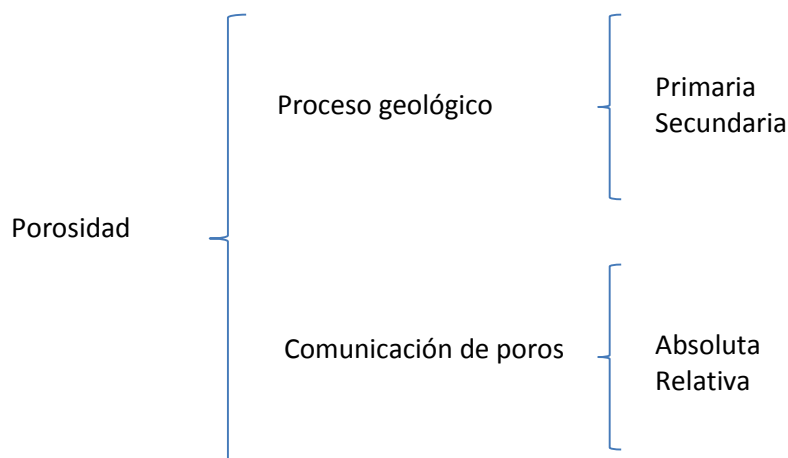 Porosidad
Proceso geológico
Primaria
Secundaria
Comunicación de poros
Absoluta
Relativa